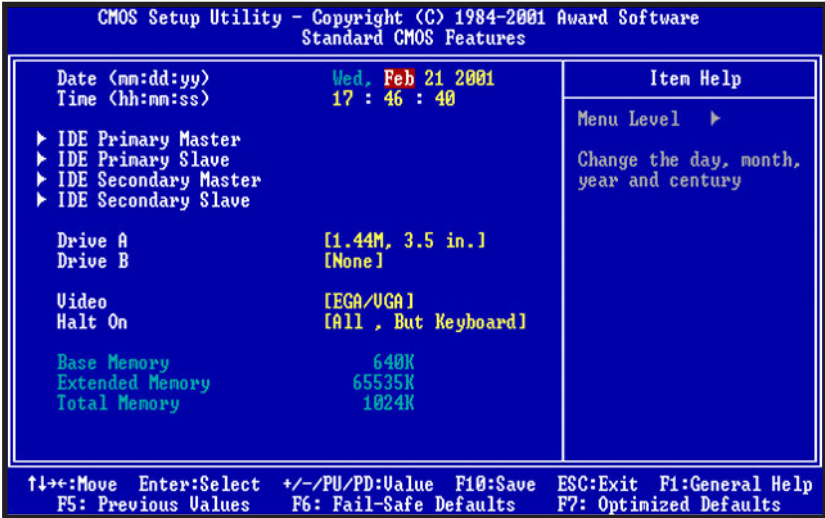 CMOS Setup Utility - Copyright (C) 1984-2001 Award Software
Standard CMOS Features
Date (mm:dd:yy) Wed, Feb 21 2001
Time (hh:mm:ss) 17 : 46 : 40
IDE Primary Master
IDE Primary Slave
IDE Secondary Master
IDE Secondary Slave
Drive A [1.44M, 3.5 in.]
Drive B [None]
Video [EGA/VGA]
Halt On [All , But Keyboard]
Base Memory 640K
Extended Memory 65535K
Total Memory 1024K
Item Help
Menu Level ▶
Change the day, month,
year and century
↑↓→←:Move Enter:Select +/-/PU/PD:Value F10:Save ESC:Exit F1:General Help
F5: Previous Values F6: Fail-Safe Defaults F7: Optimized Defaults